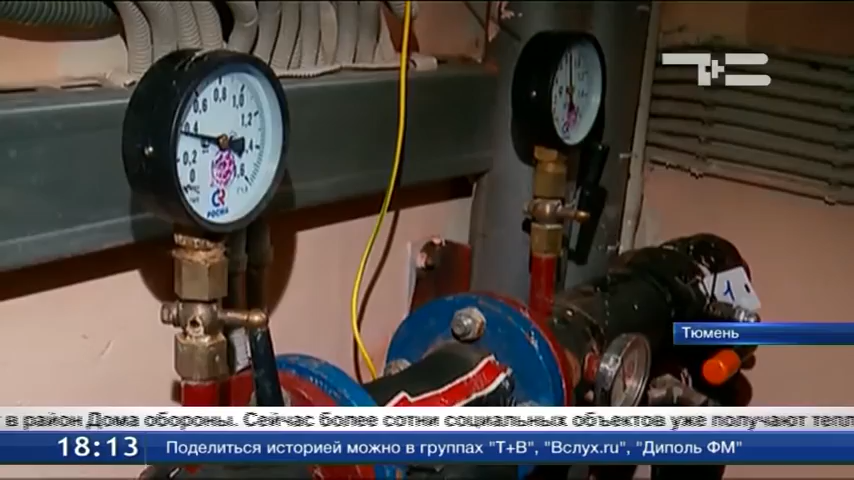 Т+В
0 0,2 0,4 0,6 0,8 1,0 1,2 1,4 1,6
РОСМА
1
Тюмень
в район Дома обороны. Сейчас более сотни социальных объектов уже получают тепл
18:13 Поделиться историей можно в группах "Т+В", "Вслух.ru", "Диполь ФМ"